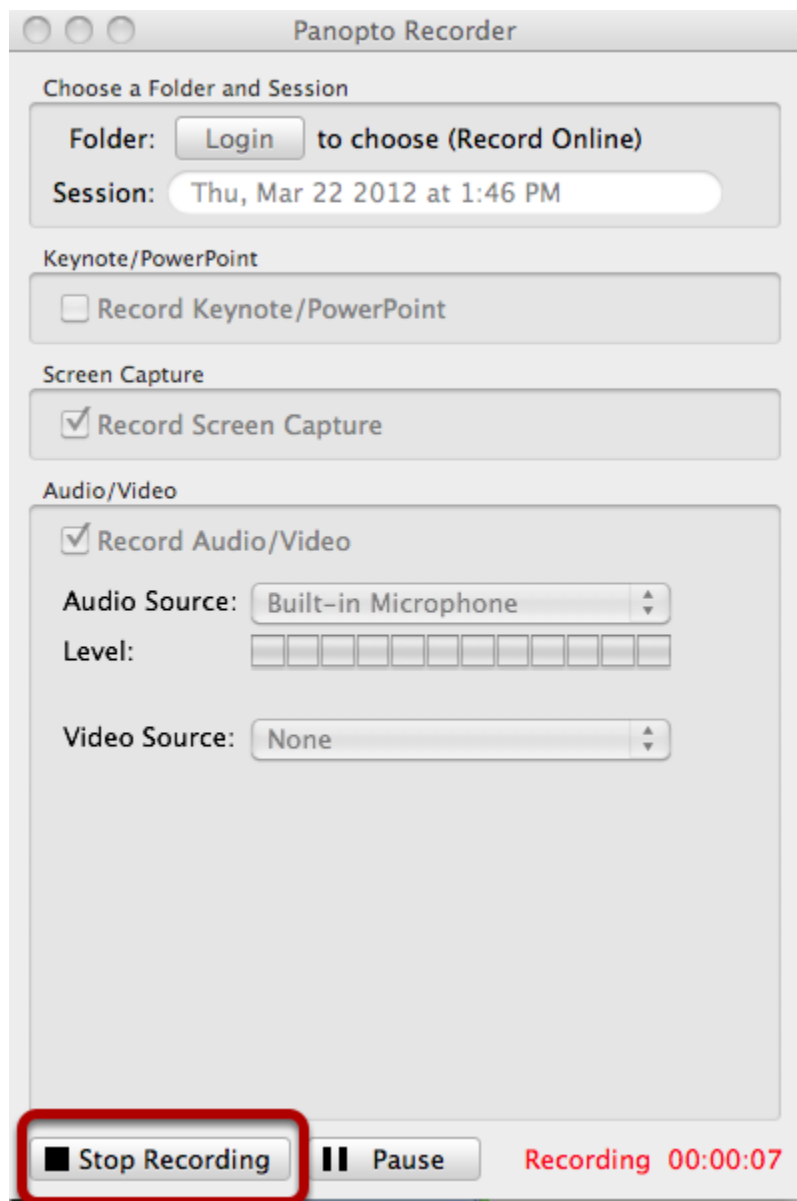 Panopto Recorder
Choose a Folder and Session
Folder: Login to choose (Record Online)
Session: Thu, Mar 22 2012 at 1:46 PM
Keynote/PowerPoint
Record Keynote/PowerPoint
Screen Capture
Record Screen Capture
Audio/Video
Record Audio/Video
Audio Source: Built-in Microphone
Level:
Video Source: None
Stop Recording Pause Recording 00:00:07